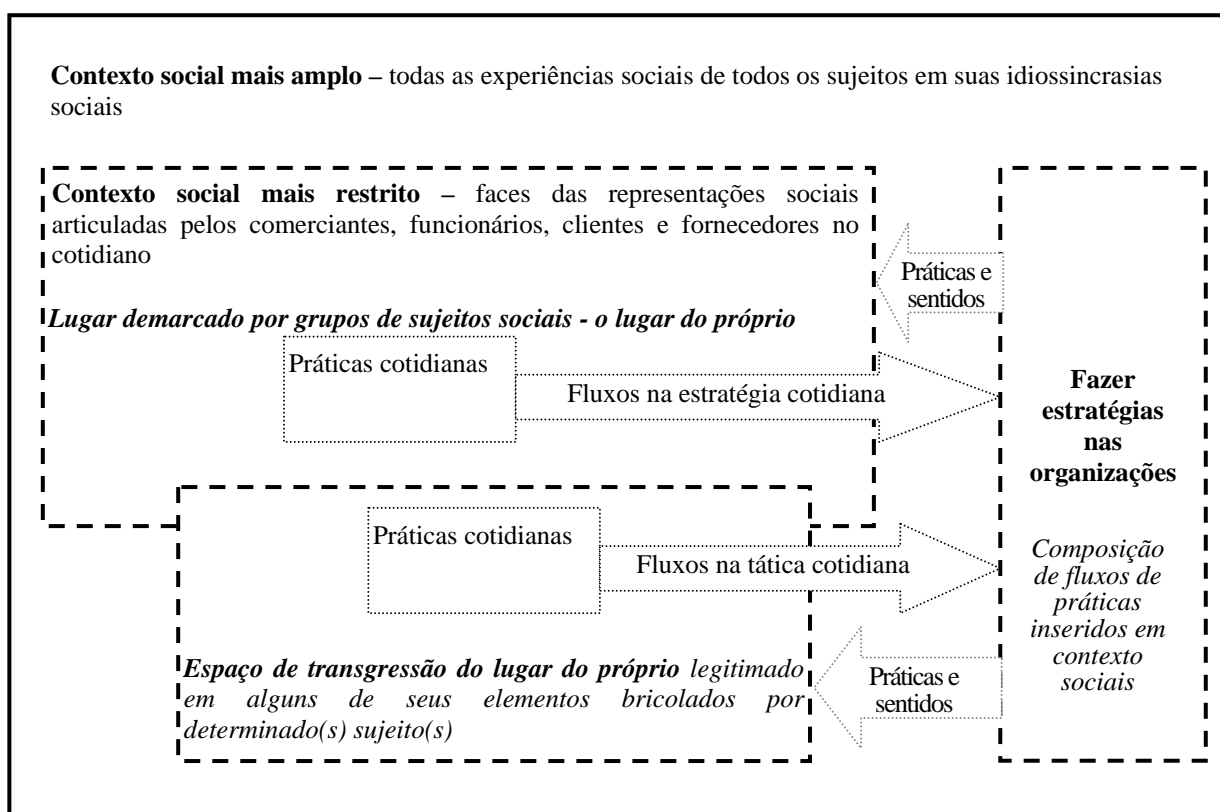 Contexto social mais amplo – todas as experiências sociais de todos os sujeitos em suas idiossincrasias
sociais
Contexto social mais restrito – faces das representações sociais
articuladas pelos comerciantes, funcionários, clientes e fornecedores no
cotidiano
Lugar demarcado por grupos de sujeitos sociais - o lugar do próprio
Práticas cotidianas
Fluxos na estratégia cotidiana
Práticas e
sentidos
Práticas cotidianas
Fluxos na tática cotidiana
Espaço de transgressão do lugar do próprio legitimado
em alguns de seus elementos bricolados por
determinado(s) sujeito(s)
Práticas e
sentidos
Fazer
estratégias
nas
organizações
Composição
de fluxos de
práticas
inseridos em
contexto
sociais